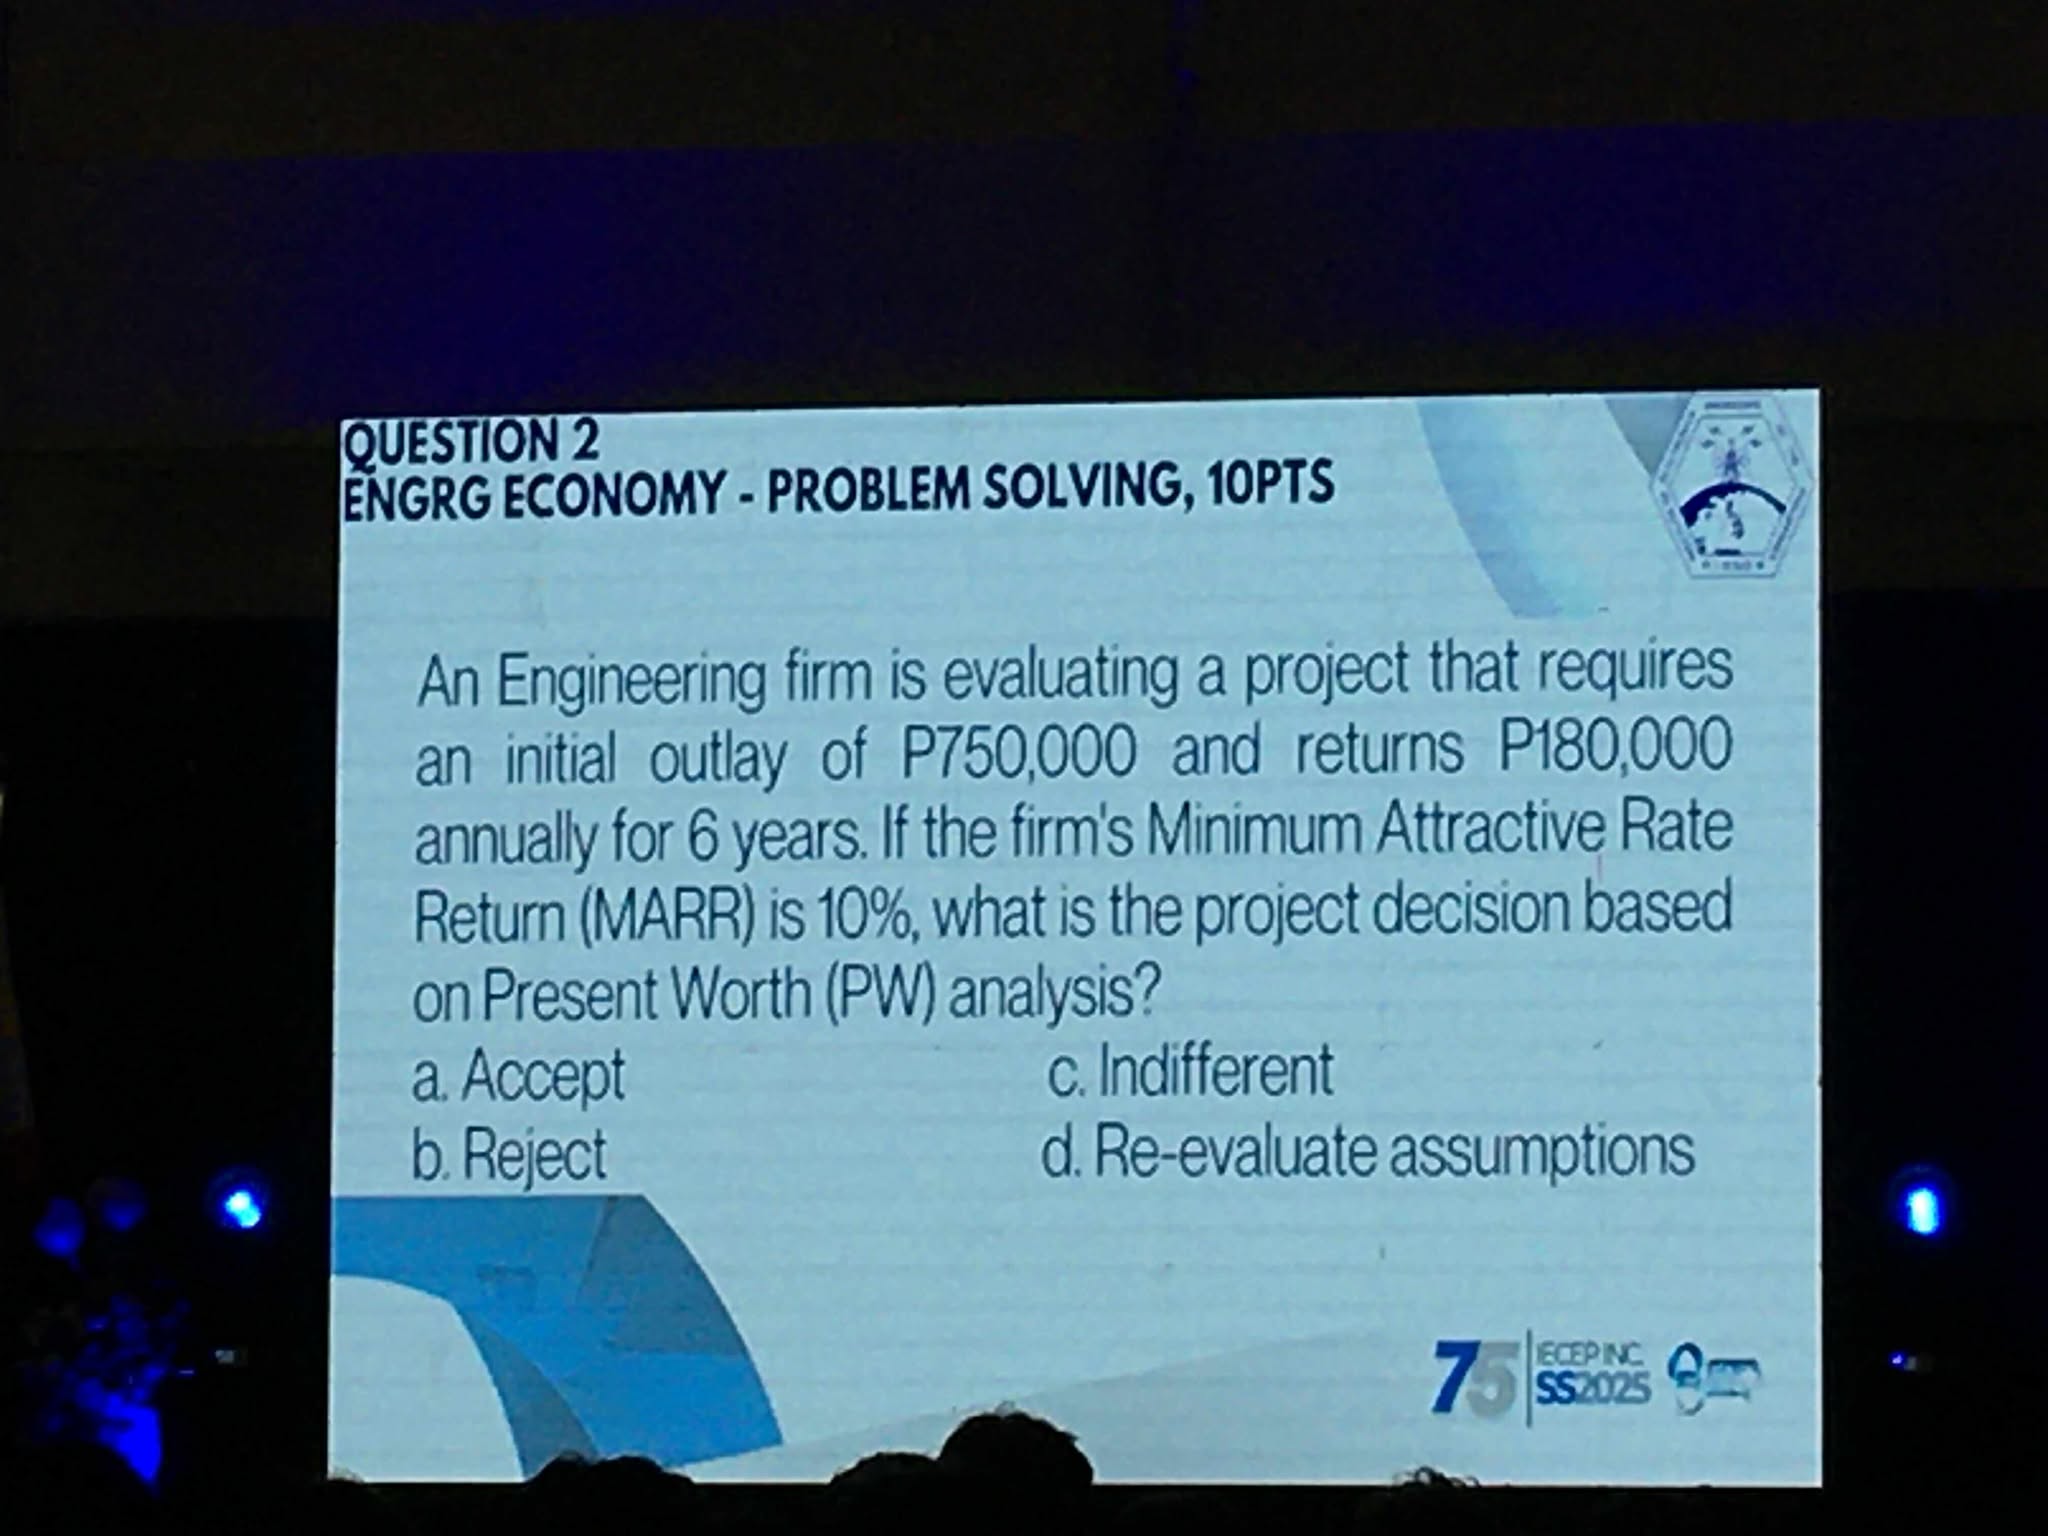 QUESTION 2
ENGRG ECONOMY - PROBLEM SOLVING, 10PTS
An Engineering firm is evaluating a project that requires
an initial outlay of P750,000 and returns P180,000
annually for 6 years. If the firm's Minimum Attractive Rate
Return (MARR) is 10%, what is the project decision based
on Present Worth (PW) analysis?
a. Accept
c. Indifferent
b. Reject
d. Re-evaluate assumptions
75
IECEP INC.
SS2025